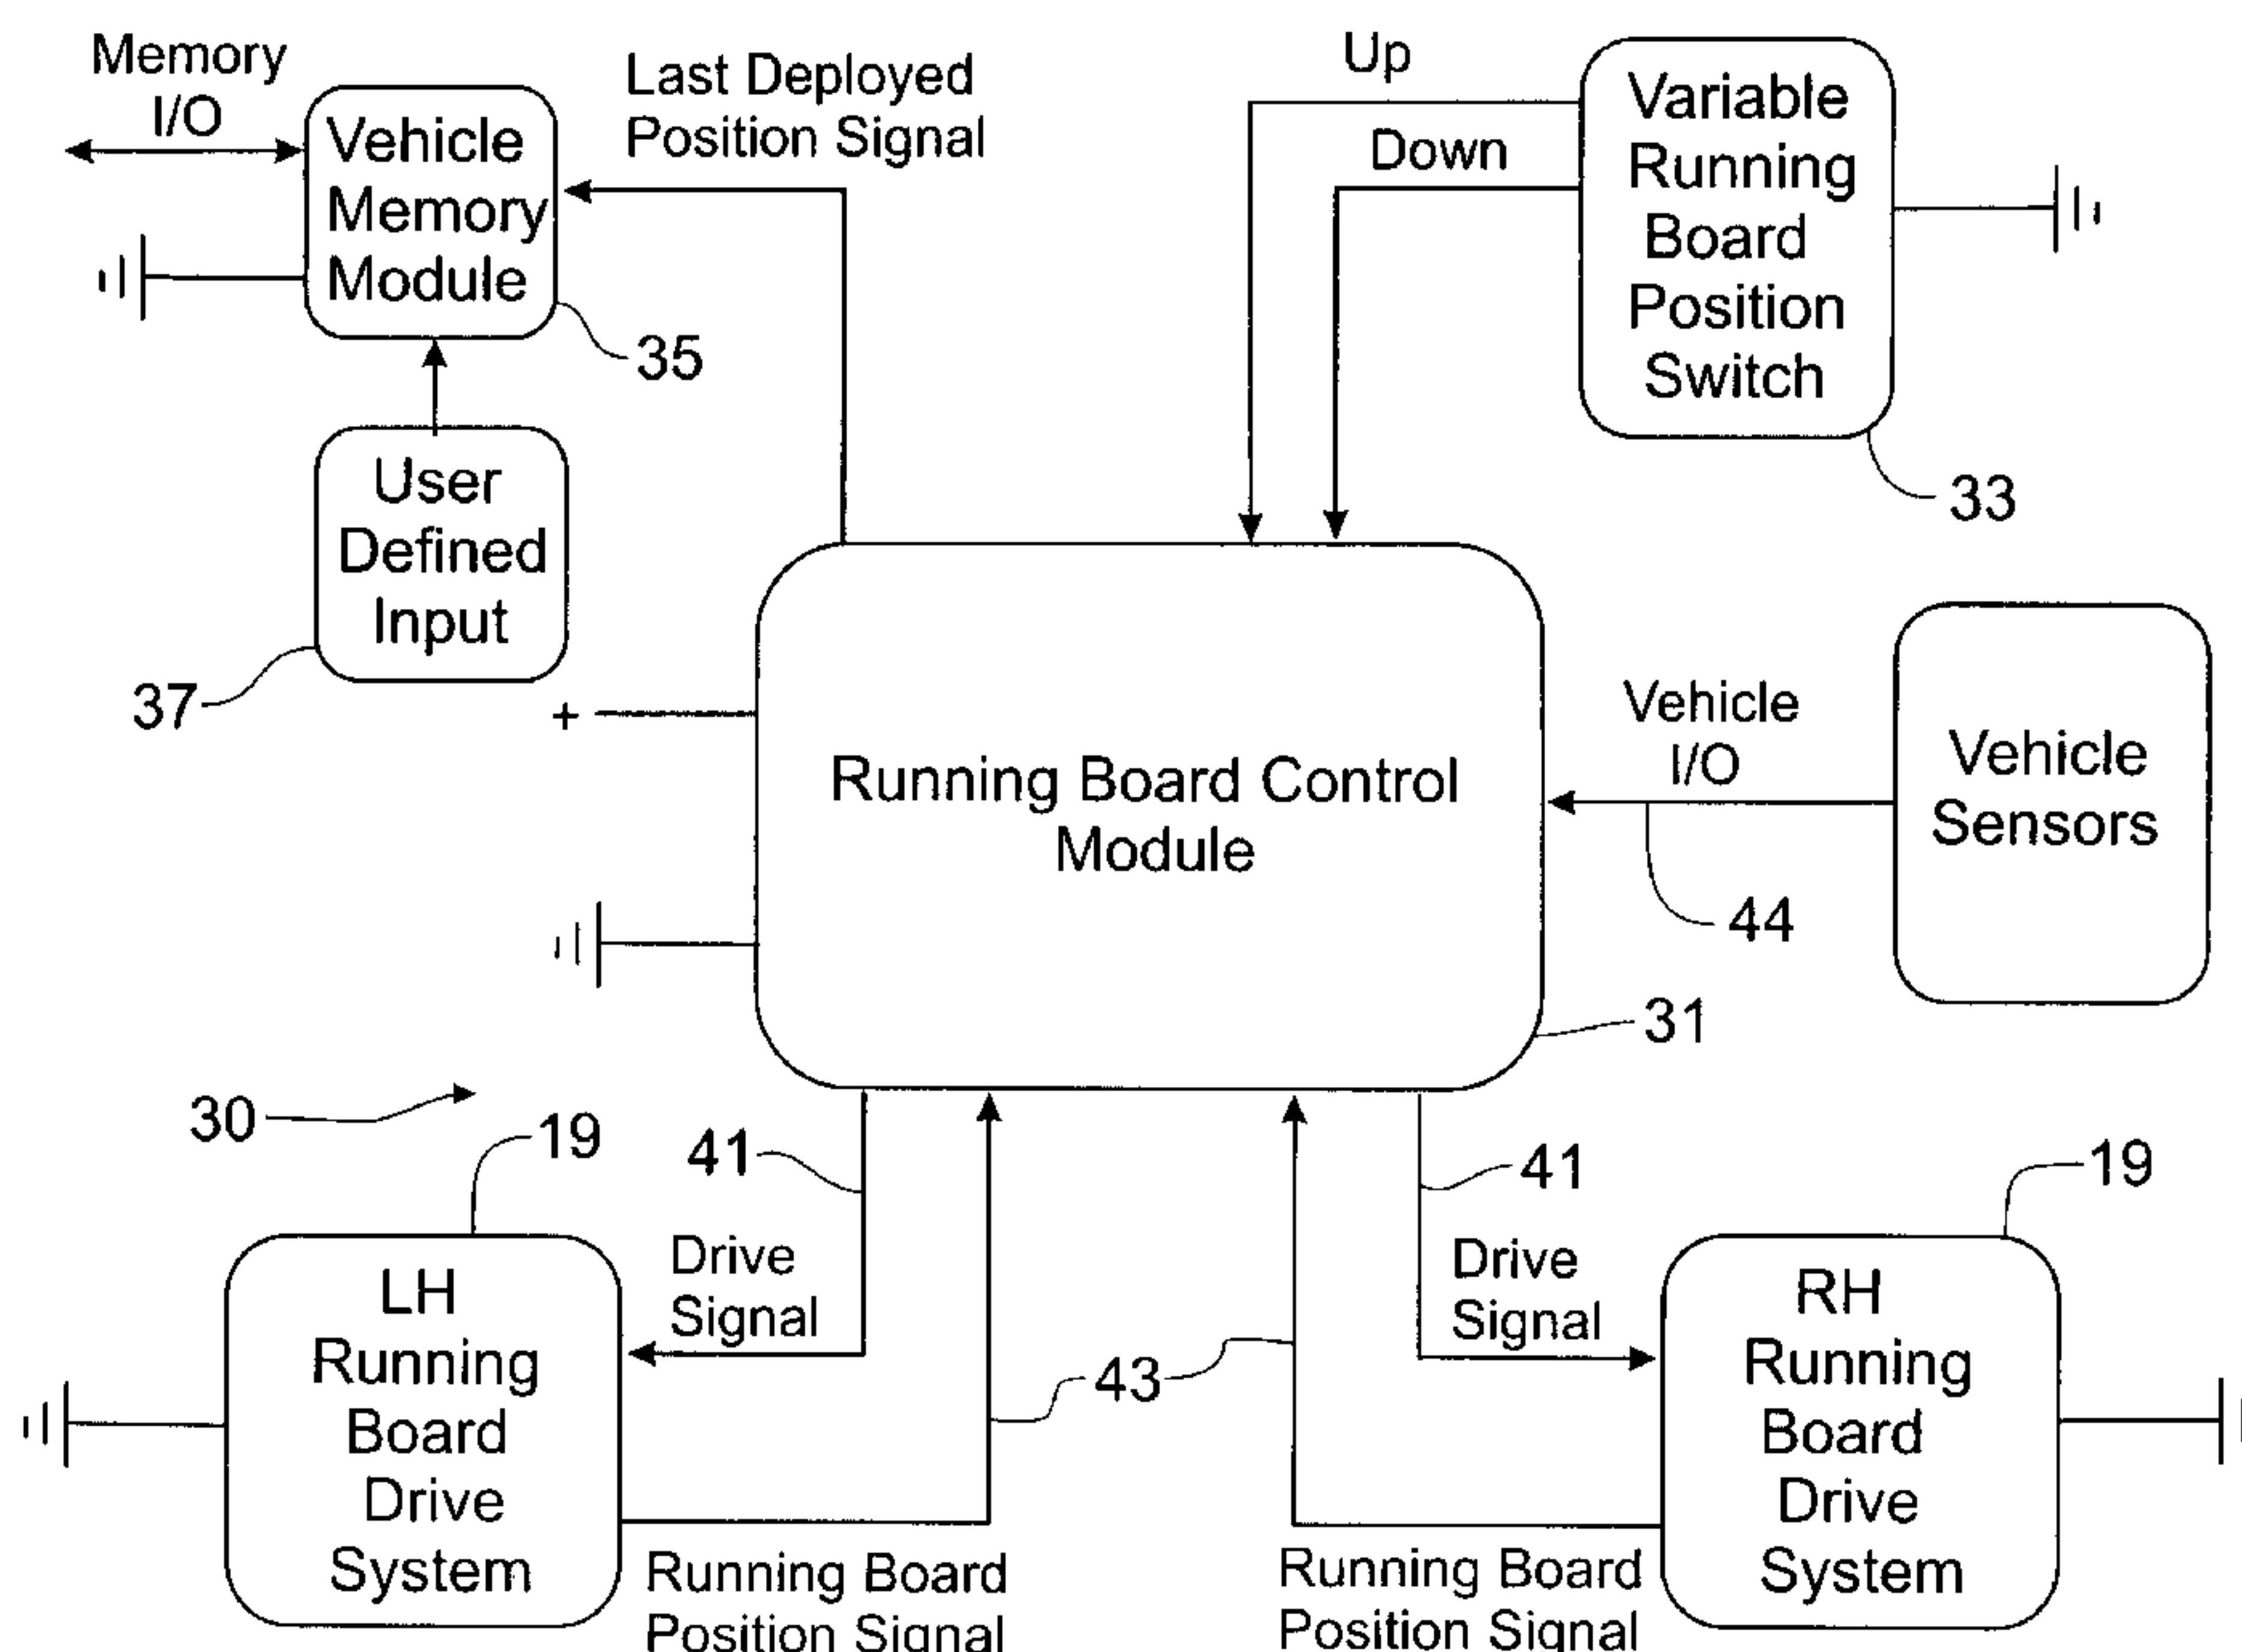 Memory
I/O
Vehicle
Memory
Module
Last Deployed
Position Signal
Up
Down
Variable
Running
Board
Position
Switch
35
33
User
Defined
Input
37
+
Running Board Control
Module
Vehicle
I/O
Vehicle
Sensors
44
31
30
19
41
41
19
LH
Running
Board
Drive
System
Drive
Signal
43
Drive
Signal
RH
Running
Board
Drive
System
Running Board
Position Signal
Running Board
Position Signal